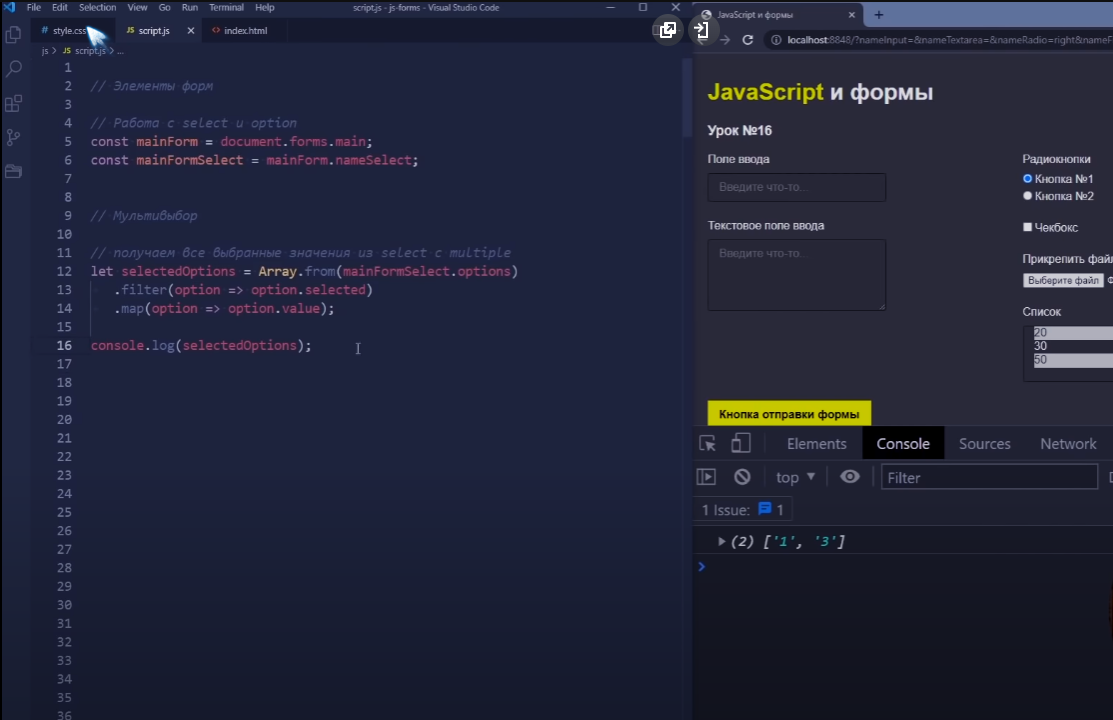 File Edit Selection View Go Run Terminal Help
script.js - js-forms - Visual Studio Code
# style.css
JS script.js
<> index.html
js > JS script.js > ...
1
2 // Элементы форм
3
4 // Работа с select и option
5 const mainForm = document.forms.main;
6 const mainFormSelect = mainForm.nameSelect;
7
8
9 // Мультивыбор
10
11 // получаем все выбранные значения из select с multiple
12 let selectedOptions = Array.from(mainFormSelect.options)
13 .filter(option => option.selected)
14 .map(option => option.value);
15
16 console.log(selectedOptions);
17
18
19
20
21
22
23
24
25
26
27
28
29
30
31
32
33
34
35
36
JavaScript и формы
localhost:8848/?nameInput=&nameTextarea=&nameRadio=right&nameF
JavaScript и формы
Урок №16
Поле ввода
Введите что-то...
Текстовое поле ввода
Введите что-то...
Радиокнопки
Кнопка №1
Кнопка №2
Чекбокс
Прикрепить файл
Выберите файл
Список
20
30
50
Кнопка отправки формы
Elements Console Sources Network
top
Filter
1 Issue: 1
(2) ['1', '3']